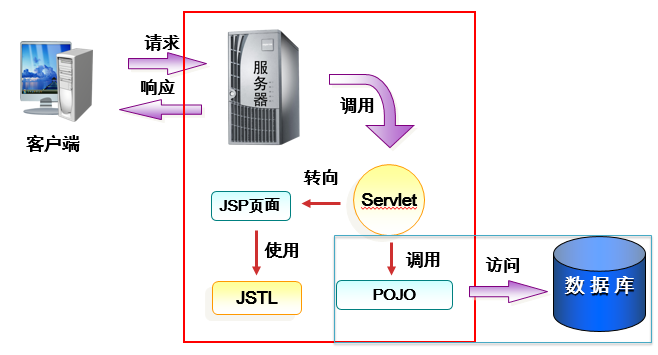 请求
响应
客户端
服务器
调用
Servlet
转向
JSP页面
使用
JSTL
调用
POJO
访问
数据库